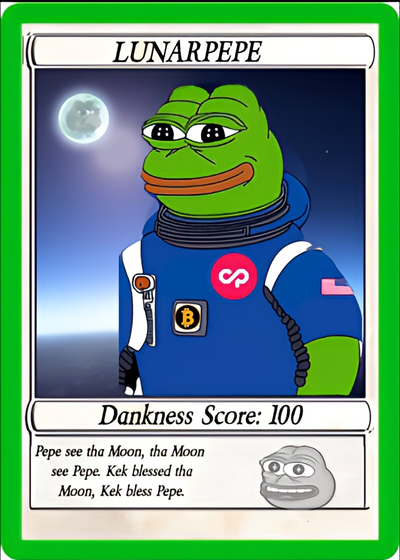 LUNARPEPE
Dankness Score: 100
Pepe see tha Moon, tha Moon
see Pepe. Kek blessed tha
Moon, Kek bless Pepe.